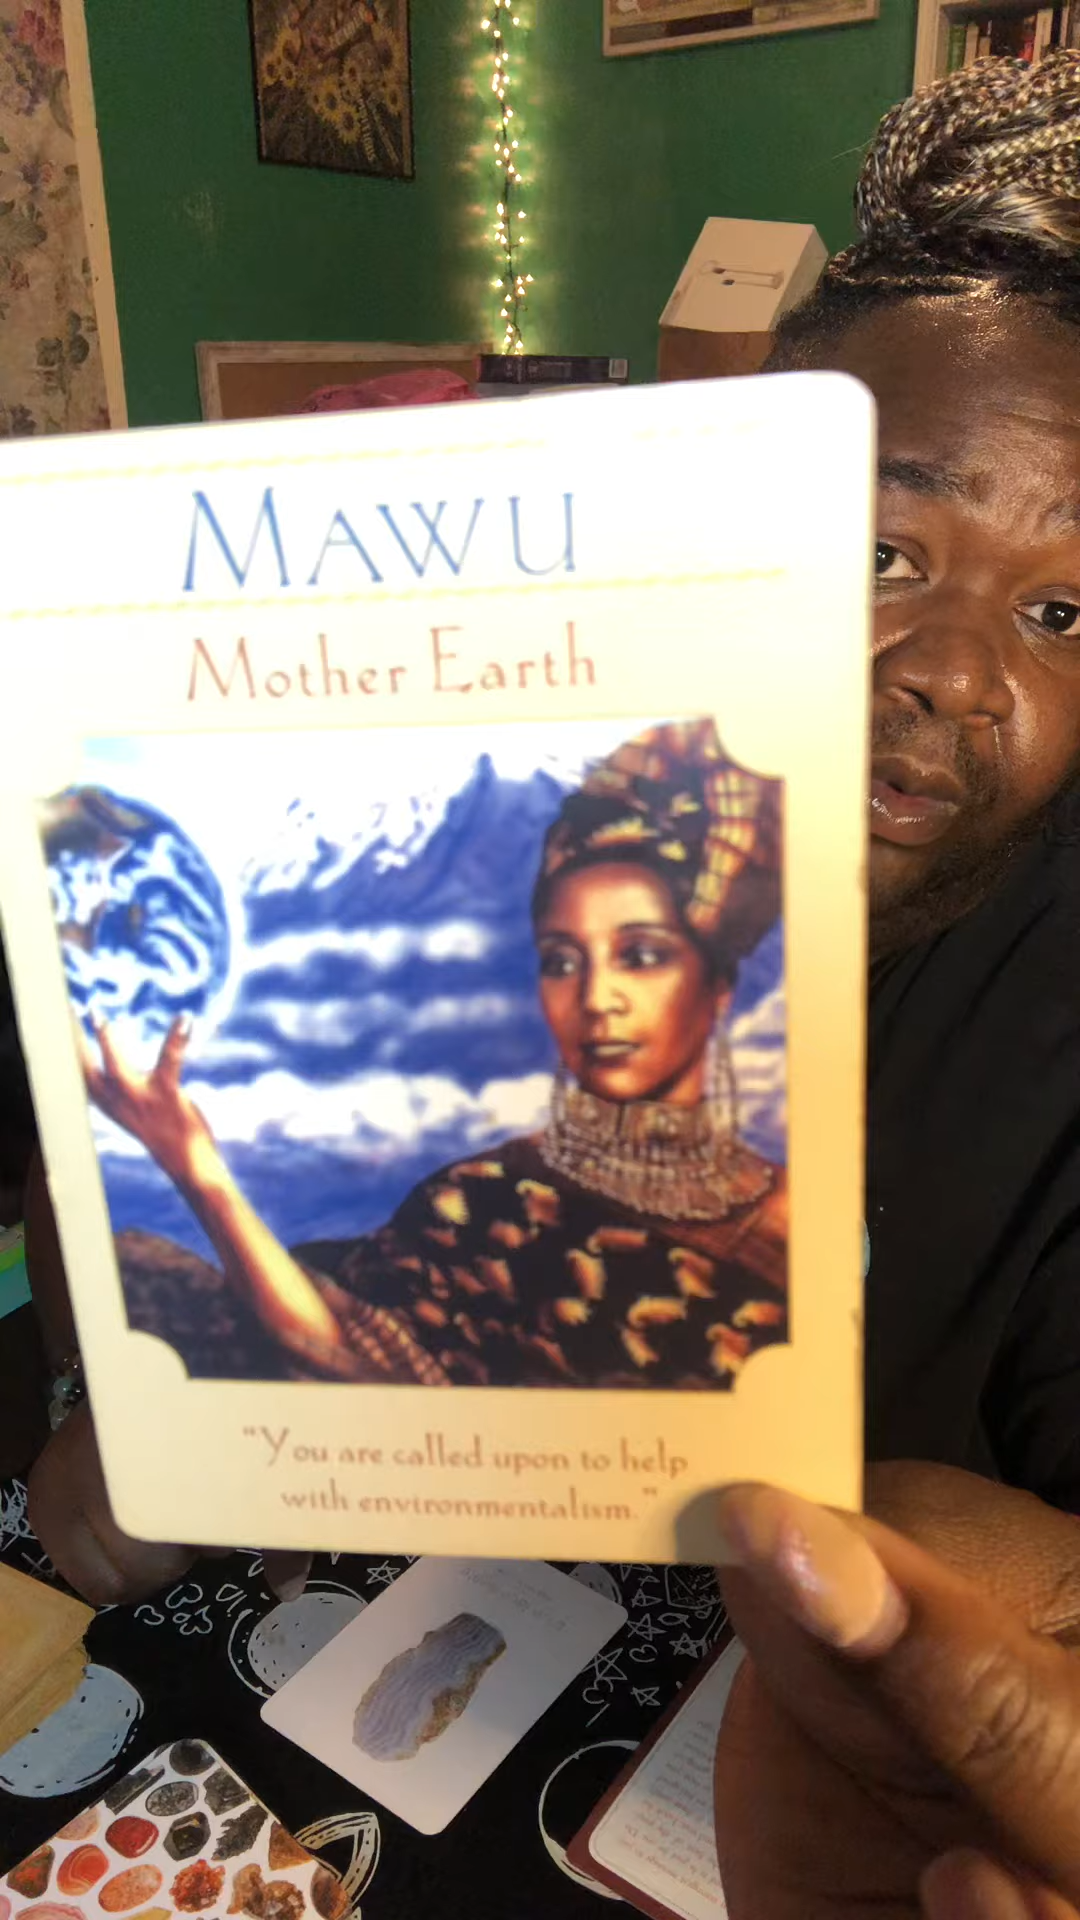 MAWU
Mother Earth
"You are called upon to help
with environmentalism."